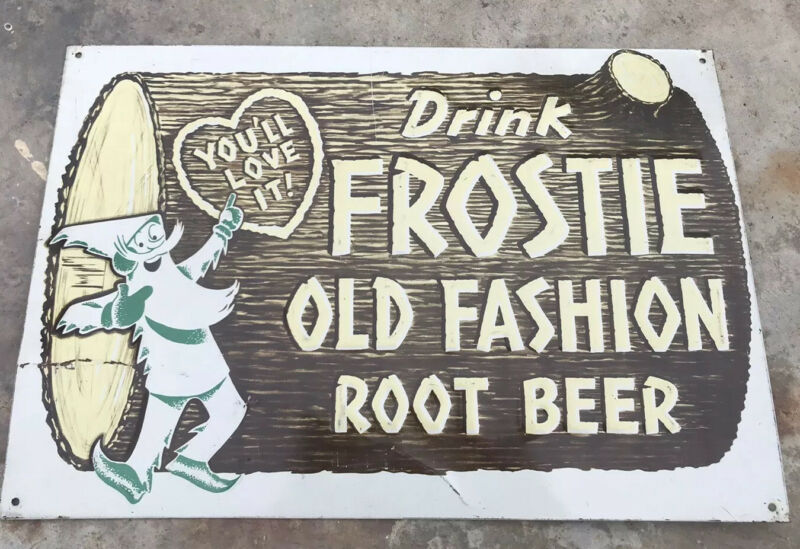 Drink
YOU'LL
LOVE
IT!
FROSTIE
OLD FASHION
ROOT BEER